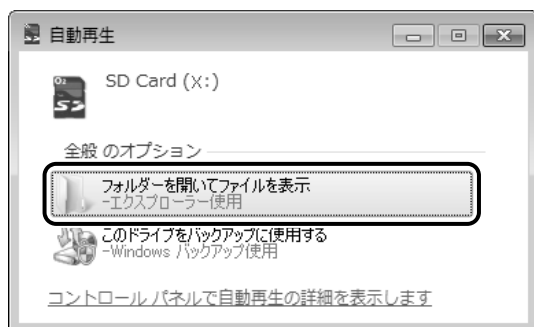 自動再生
SD Card (X:)
全般 のオプション
フォルダーを開いてファイルを表示
-エクスプローラー使用
このドライブをバックアップに使用する
-Windows バックアップ使用
コントロール パネルで自動再生の詳細を表示します